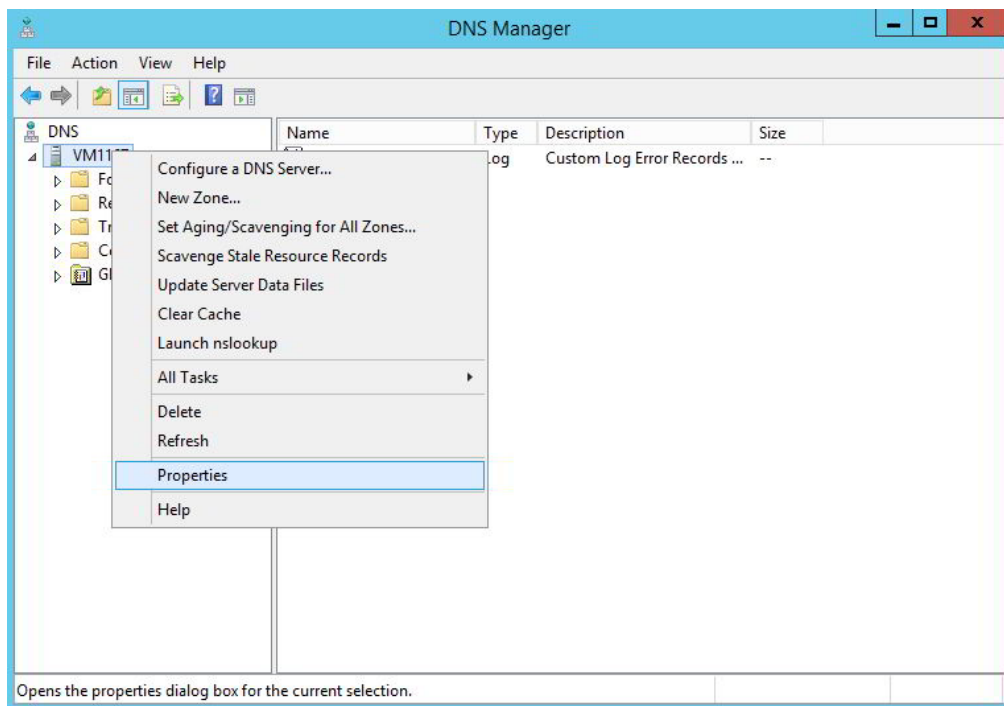 DNS Manager
File Action View Help
DNS
Name Type Description Size
Custom Log Error Records ... --
Configure a DNS Server...
New Zone...
Set Aging/Scavenging for All Zones...
Scavenge Stale Resource Records
Update Server Data Files
Clear Cache
Launch nslookup
All Tasks
Delete
Refresh
Properties
Help
Opens the properties dialog box for the current selection.